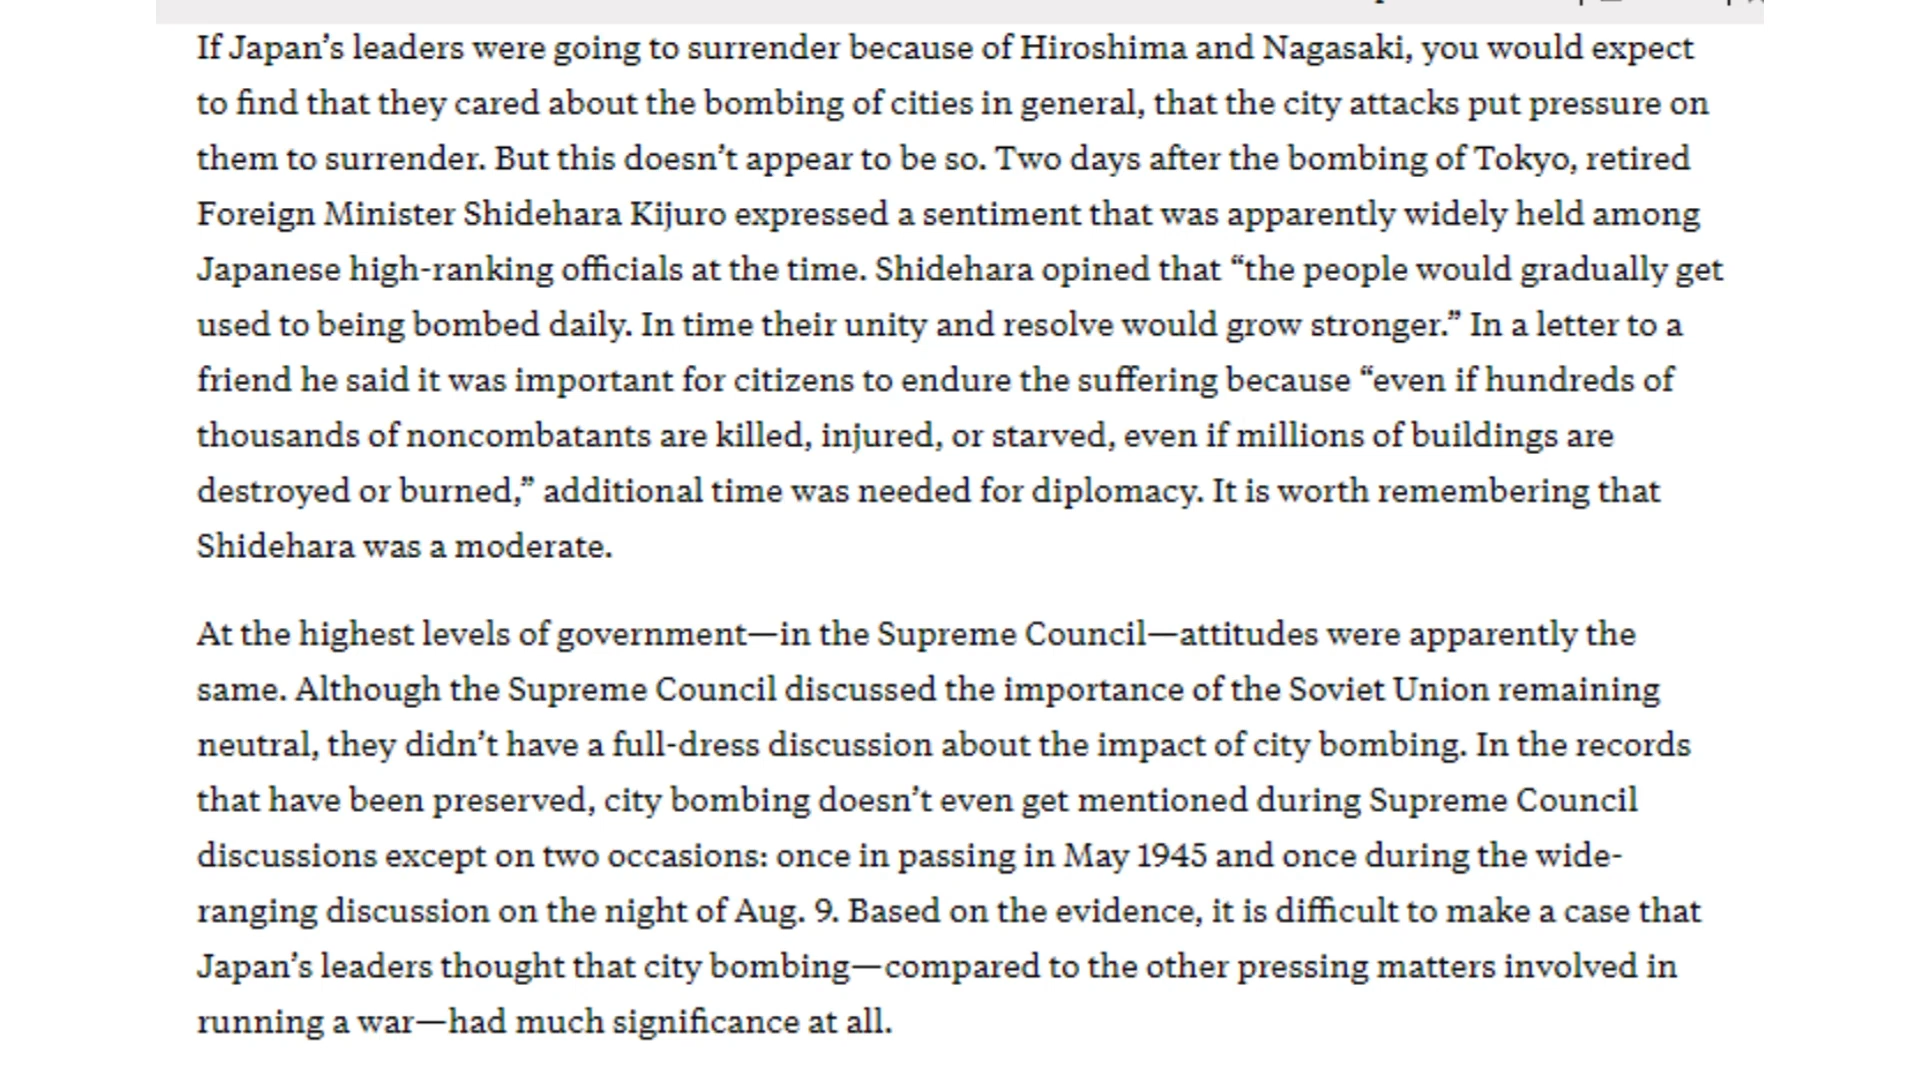 If Japan’s leaders were going to surrender because of Hiroshima and Nagasaki, you would expect
to find that they cared about the bombing of cities in general, that the city attacks put pressure on
them to surrender. But this doesn’t appear to be so. Two days after the bombing of Tokyo, retired
Foreign Minister Shidehara Kijuro expressed a sentiment that was apparently widely held among
Japanese high-ranking officials at the time. Shidehara opined that “the people would gradually get
used to being bombed daily. In time their unity and resolve would grow stronger.” In a letter to a
friend he said it was important for citizens to endure the suffering because “even if hundreds of
thousands of noncombatants are killed, injured, or starved, even if millions of buildings are
destroyed or burned,” additional time was needed for diplomacy. It is worth remembering that
Shidehara was a moderate.
At the highest levels of government—in the Supreme Council—attitudes were apparently the
same. Although the Supreme Council discussed the importance of the Soviet Union remaining
neutral, they didn’t have a full-dress discussion about the impact of city bombing. In the records
that have been preserved, city bombing doesn’t even get mentioned during Supreme Council
discussions except on two occasions: once in passing in May 1945 and once during the wide-
ranging discussion on the night of Aug. 9. Based on the evidence, it is difficult to make a case that
Japan’s leaders thought that city bombing—compared to the other pressing matters involved in
running a war—had much significance at all.